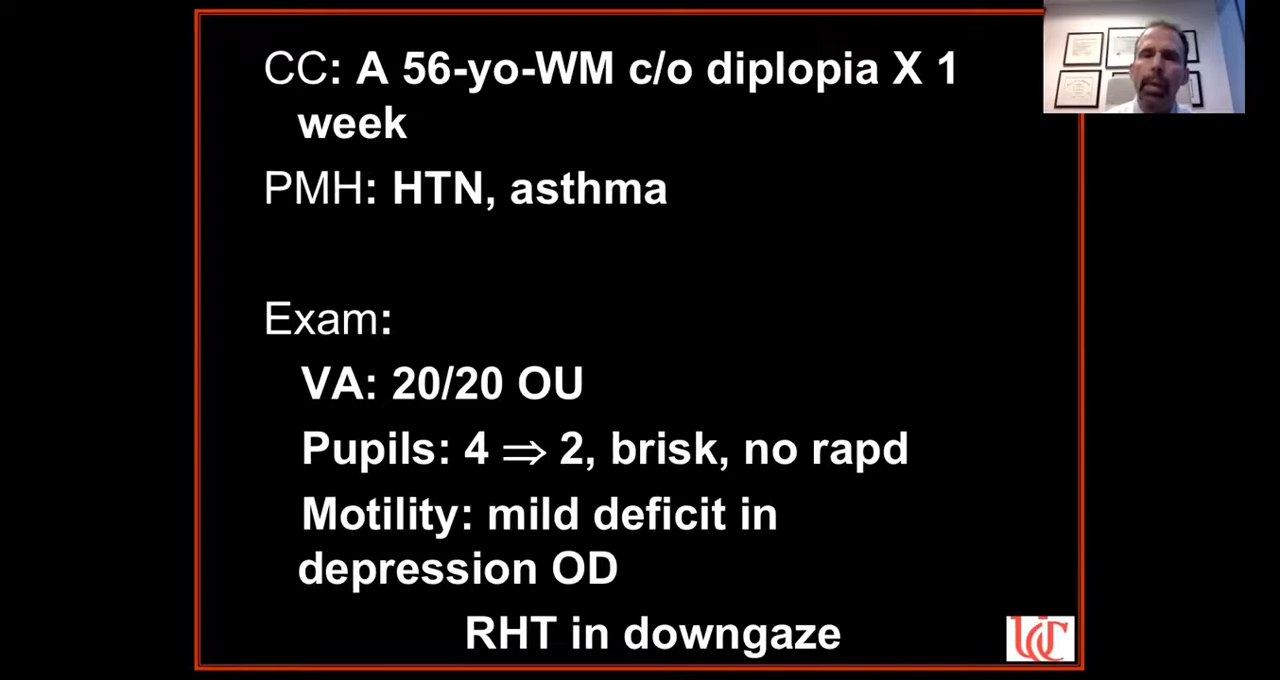 CC: A 56-yo-WM c/o diplopia X 1
week
PMH: HTN, asthma
Exam:
VA: 20/20 OU
Pupils: 4 ⇒ 2, brisk, no rapd
Motility: mild deficit in
depression OD
RHT in downgaze
UIC